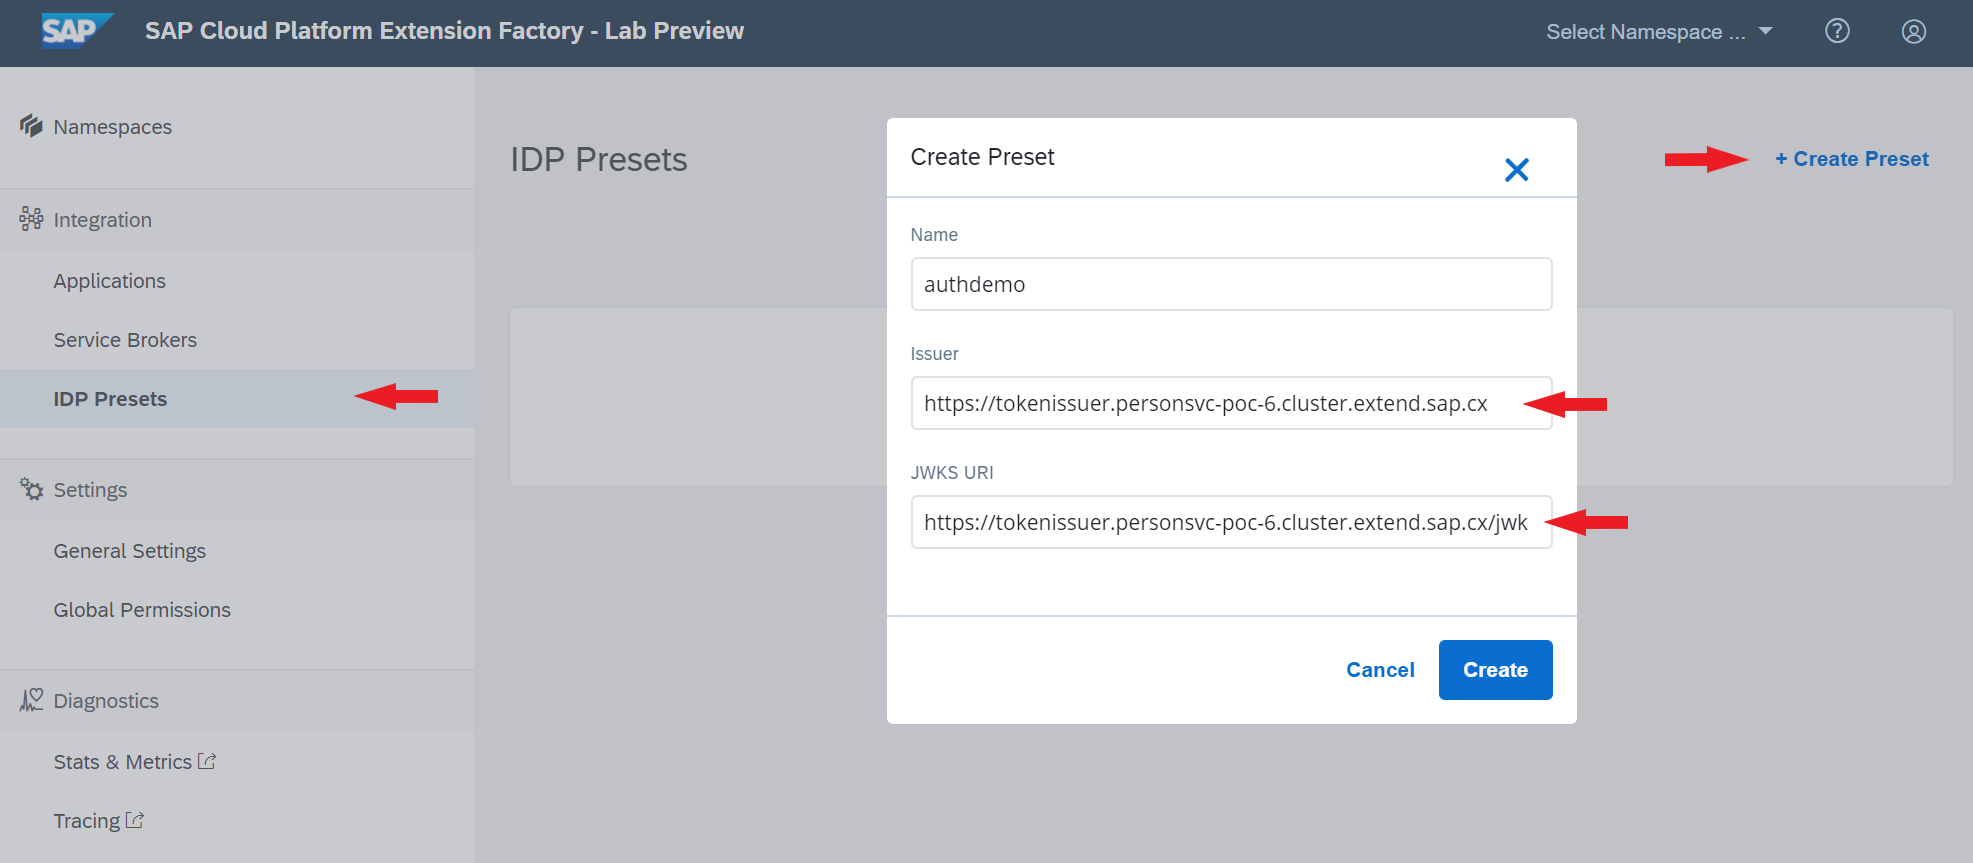 SAP
SAP Cloud Platform Extension Factory - Lab Preview
Select Namespace ...
Namespaces
Integration
Applications
Service Brokers
IDP Presets
Settings
General Settings
Global Permissions
Diagnostics
Stats & Metrics
Tracing
IDP Presets
+ Create Preset
Create Preset
Name
authdemo
Issuer
https://tokenissuer.personsvc-poc-6.cluster.extend.sap.cx
JWKS URI
https://tokenissuer.personsvc-poc-6.cluster.extend.sap.cx/jwk
Cancel
Create